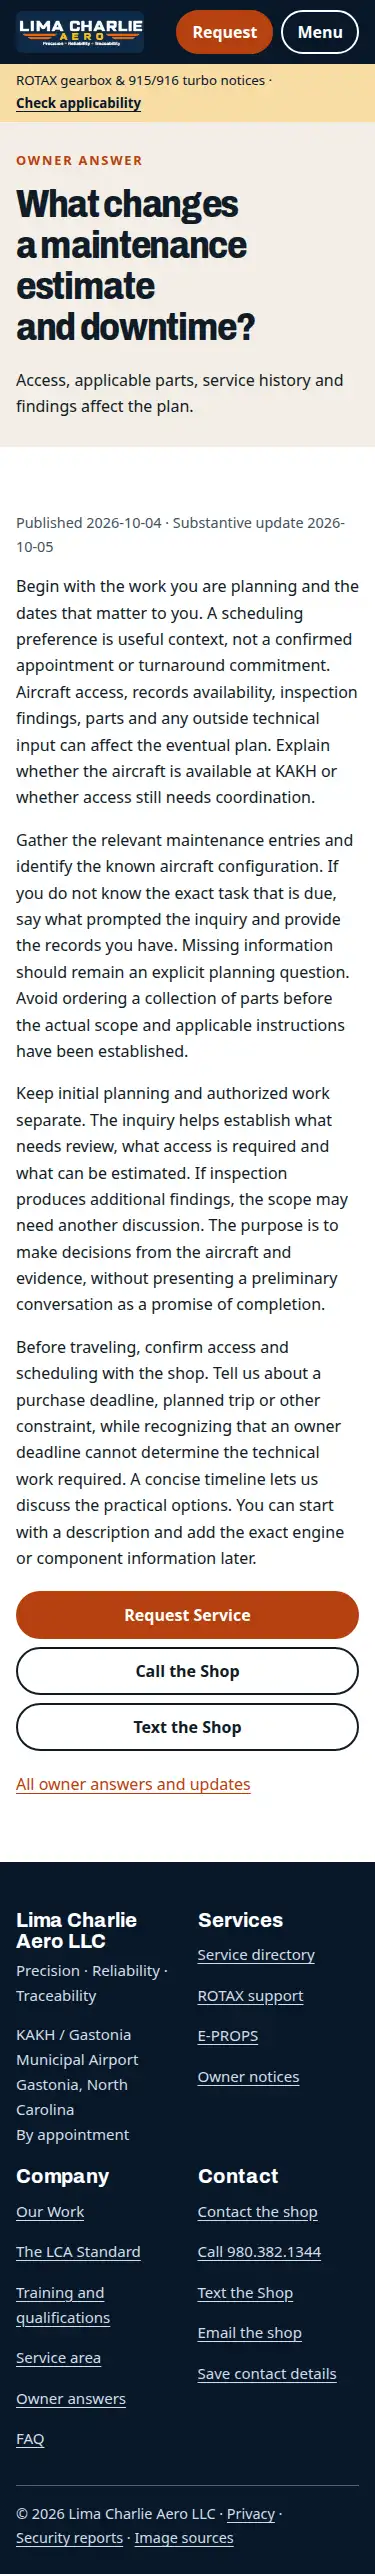 LIMA CHARLIE
AERO
Precision · Reliability · Traceability
Request
Menu
ROTAX gearbox & 915/916 turbo notices ·
Check applicability
OWNER ANSWER
What changes
a maintenance
estimate
and downtime?
Access, applicable parts, service history and
findings affect the plan.
Published 2026-10-04 · Substantive update 2026-
10-05
Begin with the work you are planning and the
dates that matter to you. A scheduling
preference is useful context, not a confirmed
appointment or turnaround commitment.
Aircraft access, records availability, inspection
findings, parts and any outside technical
input can affect the eventual plan. Explain
whether the aircraft is available at KAKH or
whether access still needs coordination.
Gather the relevant maintenance entries and
identify the known aircraft configuration. If
you do not know the exact task that is due,
say what prompted the inquiry and provide
the records you have. Missing information
should remain an explicit planning question.
Avoid ordering a collection of parts before
the actual scope and applicable instructions
have been established.
Keep initial planning and authorized work
separate. The inquiry helps establish what
needs review, what access is required and
what can be estimated. If inspection
produces additional findings, the scope may
need another discussion. The purpose is to
make decisions from the aircraft and
evidence, without presenting a preliminary
conversation as a promise of completion.
Before traveling, confirm access and
scheduling with the shop. Tell us about a
purchase deadline, planned trip or other
constraint, while recognizing that an owner
deadline cannot determine the technical
work required. A concise timeline lets us
discuss the practical options. You can start
with a description and add the exact engine
or component information later.
Request Service
Call the Shop
Text the Shop
All owner answers and updates
Lima Charlie
Aero LLC
Precision · Reliability ·
Traceability
KAKH / Gastonia
Municipal Airport
Gastonia, North
Carolina
By appointment
Services
Service directory
ROTAX support
E-PROPS
Owner notices
Company
Our Work
The LCA Standard
Training and
qualifications
Service area
Owner answers
FAQ
Contact
Contact the shop
Call 980.382.1344
Text the Shop
Email the shop
Save contact details
© 2026 Lima Charlie Aero LLC · Privacy ·
Security reports · Image sources